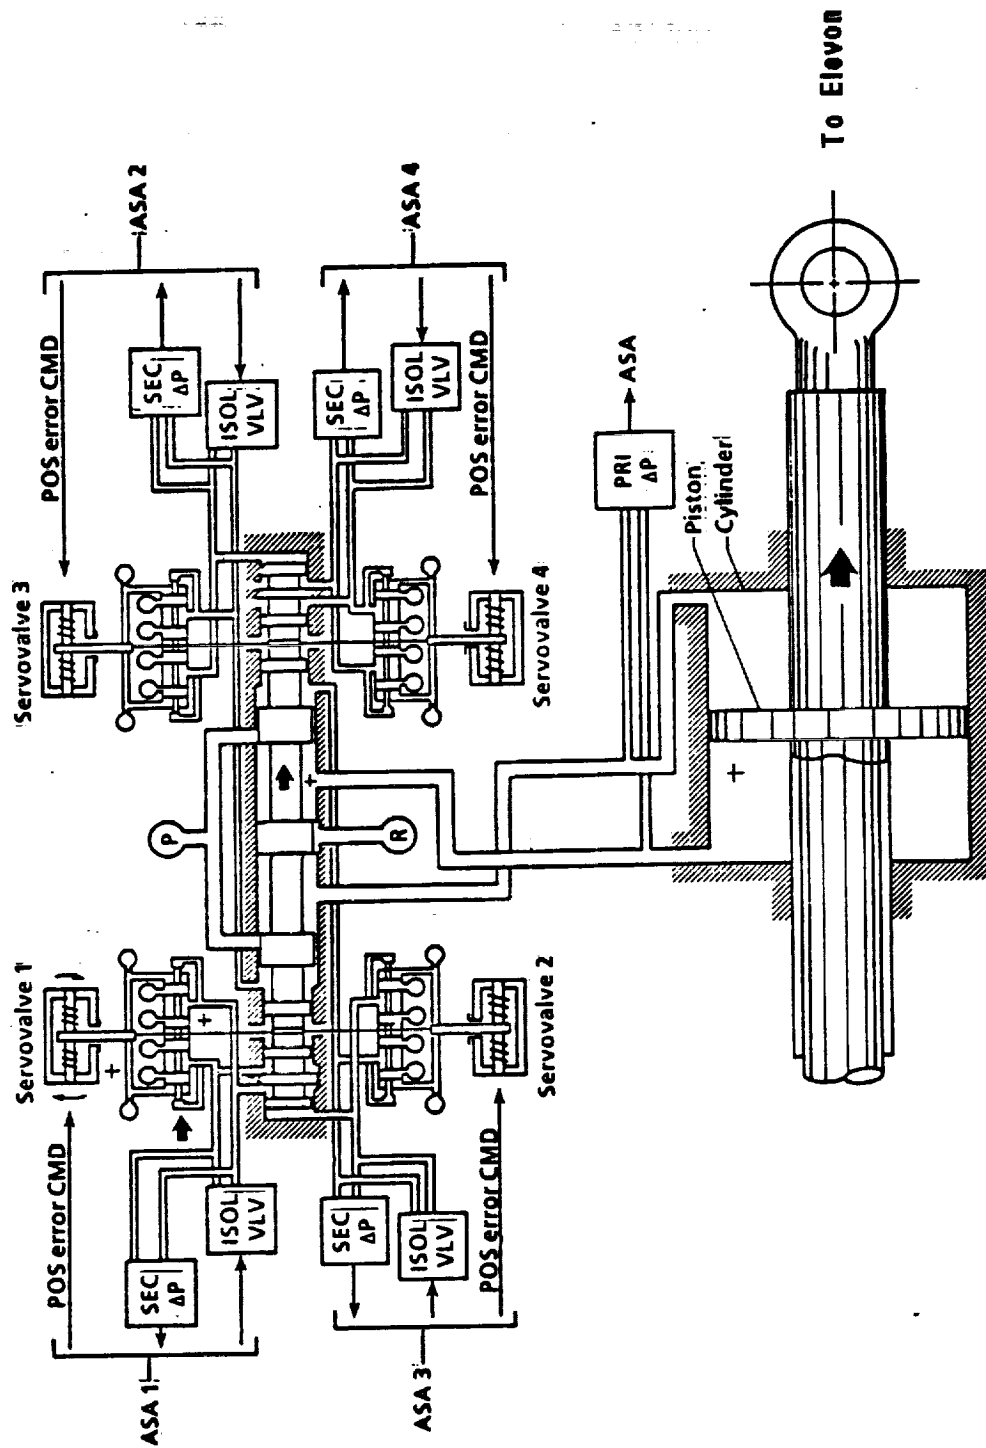 ASA 1
POS error CMD
SEC
ΔP
ISOL
VLV
Servovalve 1
+
+
P
Servovalve 3
POS error CMD
SEC
ΔP
ISOL
VLV
ASA 2
ASA 3
SEC
ΔP
ISOL
VLV
POS error CMD
Servovalve 2
+
R
Servovalve 4
SEC
ΔP
ISOL
VLV
POS error CMD
ASA 4
PRI
ΔP
ASA
Piston
Cylinder
+
To Elevon